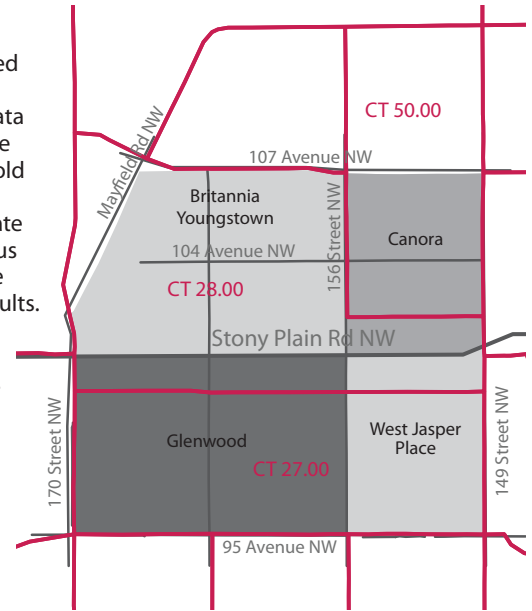 ed
ata
e
old
ate
us
e
ults.
CT 50.00
Mayfield Rd NW
107 Avenue NW
Britannia
Youngstown
156 Street NW
Canora
104 Avenue NW
CT 28.00
Stony Plain Rd NW
170 Street NW
Glenwood
West Jasper
Place
CT 27.00
149 Street NW
95 Avenue NW